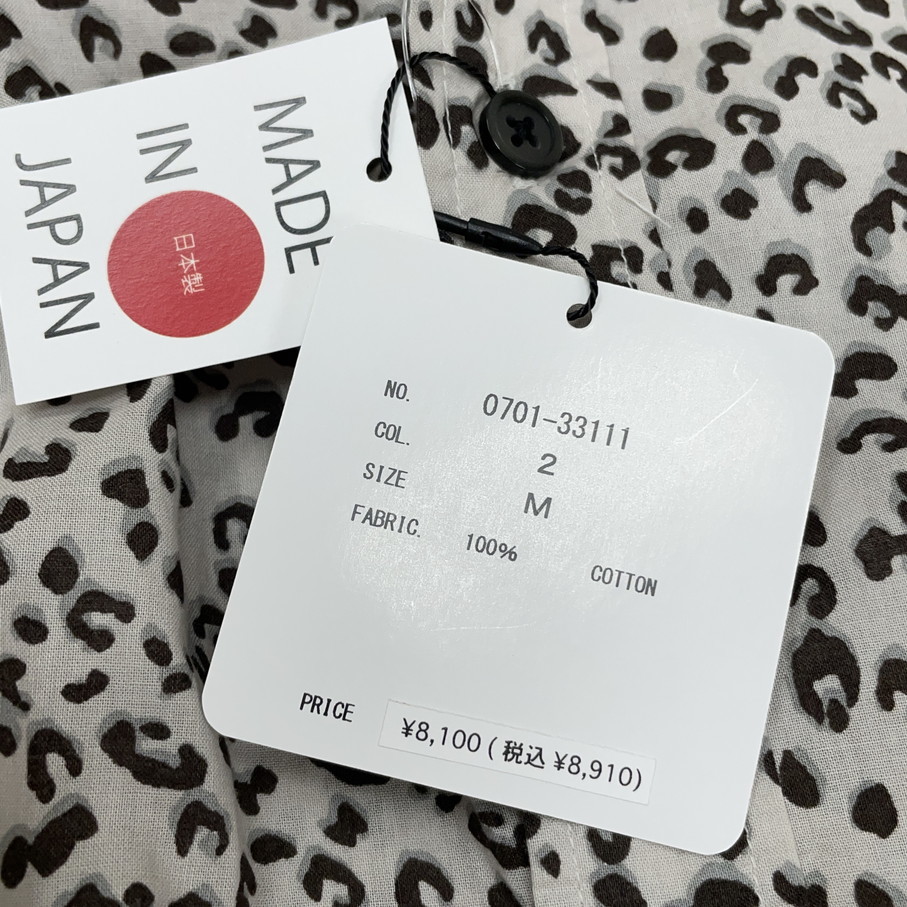 MADE
IN
JAPAN
日本製
NO. 0701-33111
COL. 2
SIZE M
FABRIC. 100% COTTON
PRICE ¥8,100 ( 税込 ¥8,910)